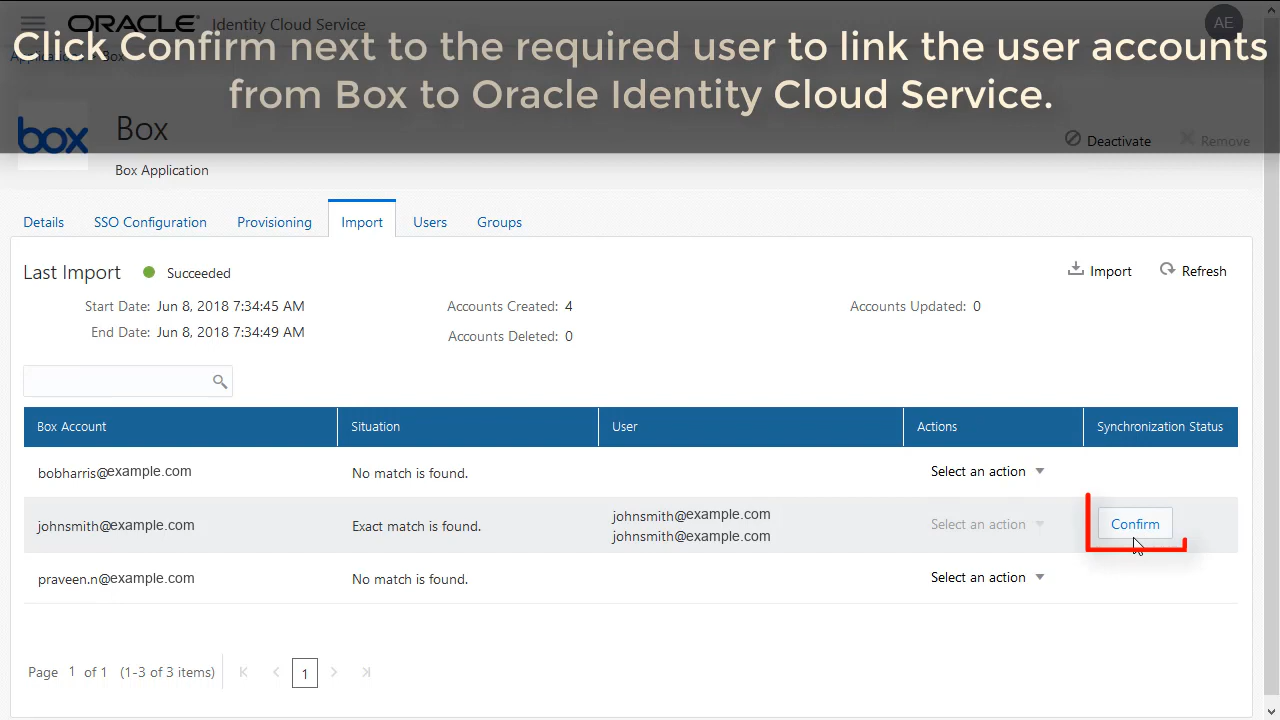 ORACLE® Identity Cloud Service
AE
Click Confirm next to the required user to link the user accounts
from Box to Oracle Identity Cloud Service.
Applications Box
box
Box
Box Application
Deactivate
Remove
Details
SSO Configuration
Provisioning
Import
Users
Groups
Last Import
Succeeded
Import
Refresh
Start Date: Jun 8, 2018 7:34:45 AM
Accounts Created: 4
Accounts Updated: 0
End Date: Jun 8, 2018 7:34:49 AM
Accounts Deleted: 0
Box Account
Situation
User
Actions
Synchronization Status
bobharris@example.com
No match is found.
Select an action
johnsmith@example.com
Exact match is found.
johnsmith@example.com
johnsmith@example.com
Select an action
Confirm
praveen.n@example.com
No match is found.
Select an action
Page 1 of 1 (1-3 of 3 items)
1